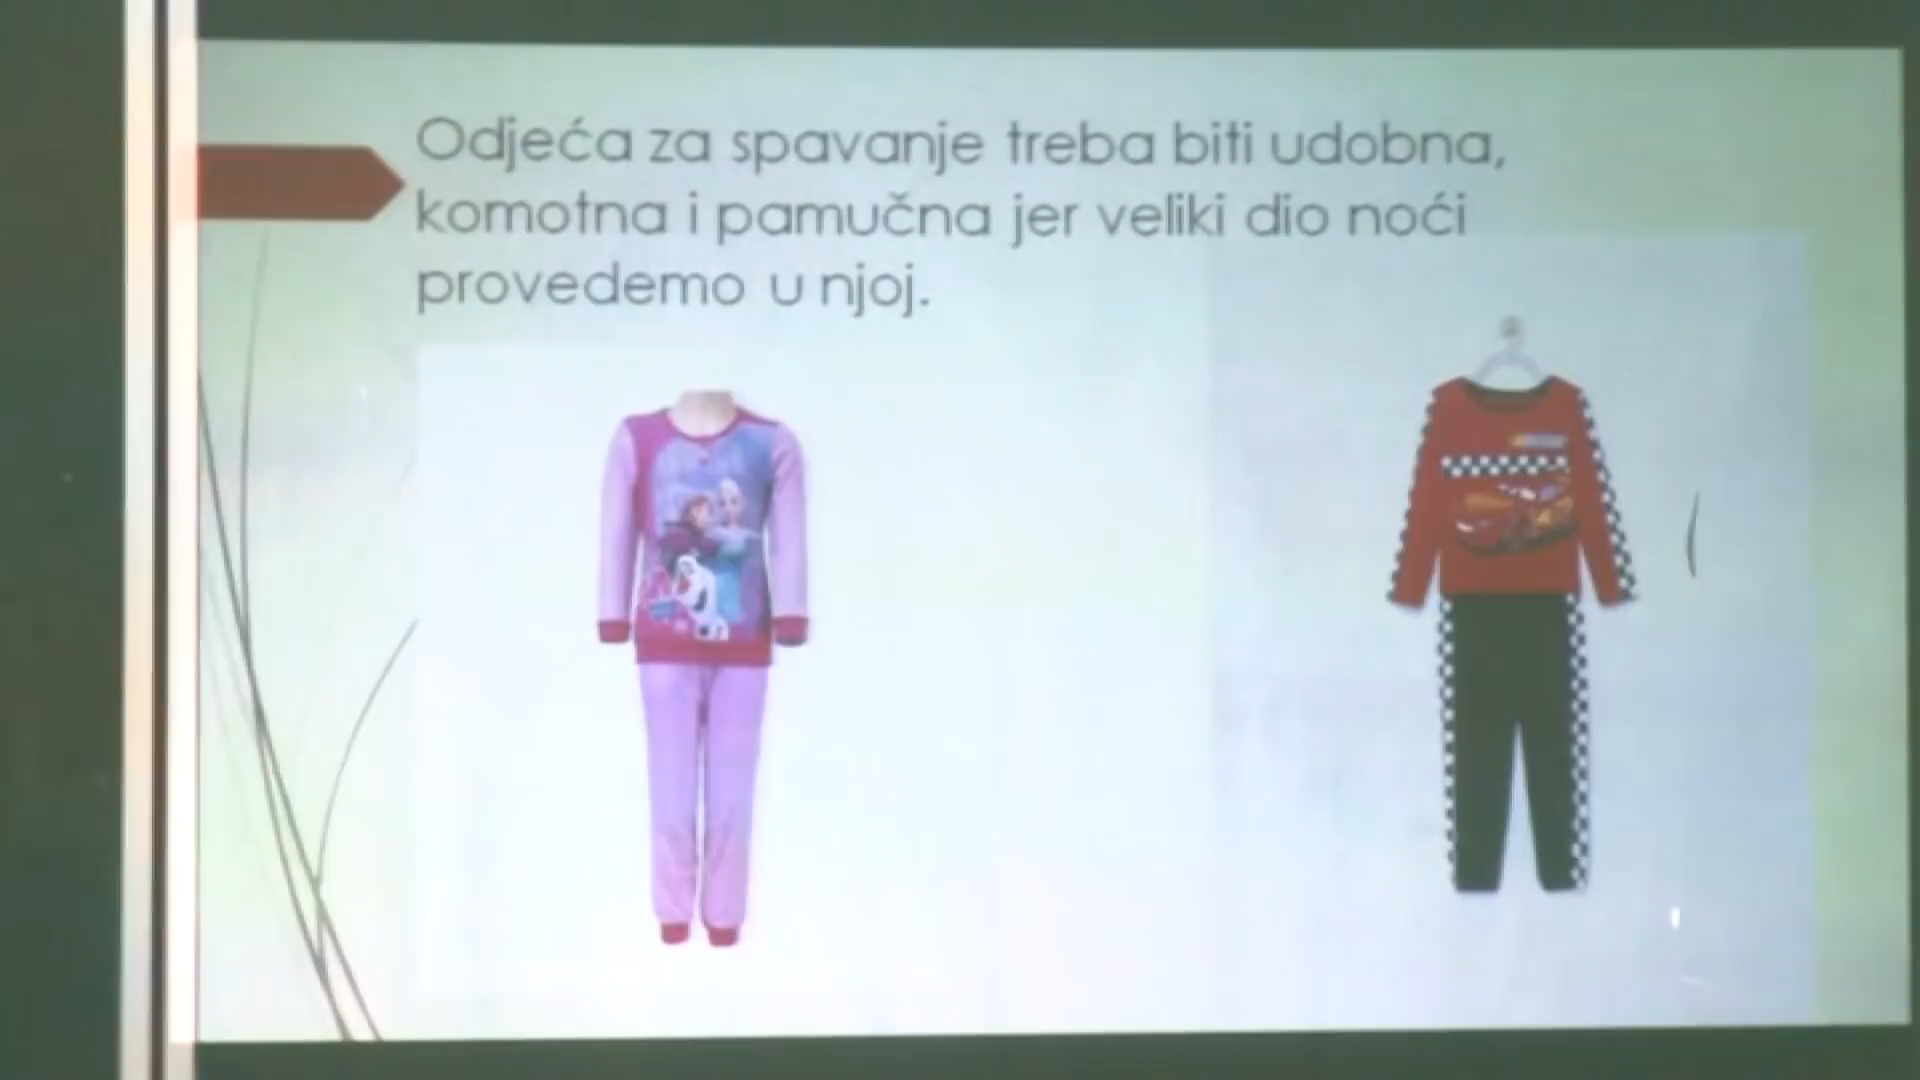 Odjeća za spavanje treba biti udobna,
komotna i pamučna jer veliki dio noći
provedemo u njoj.